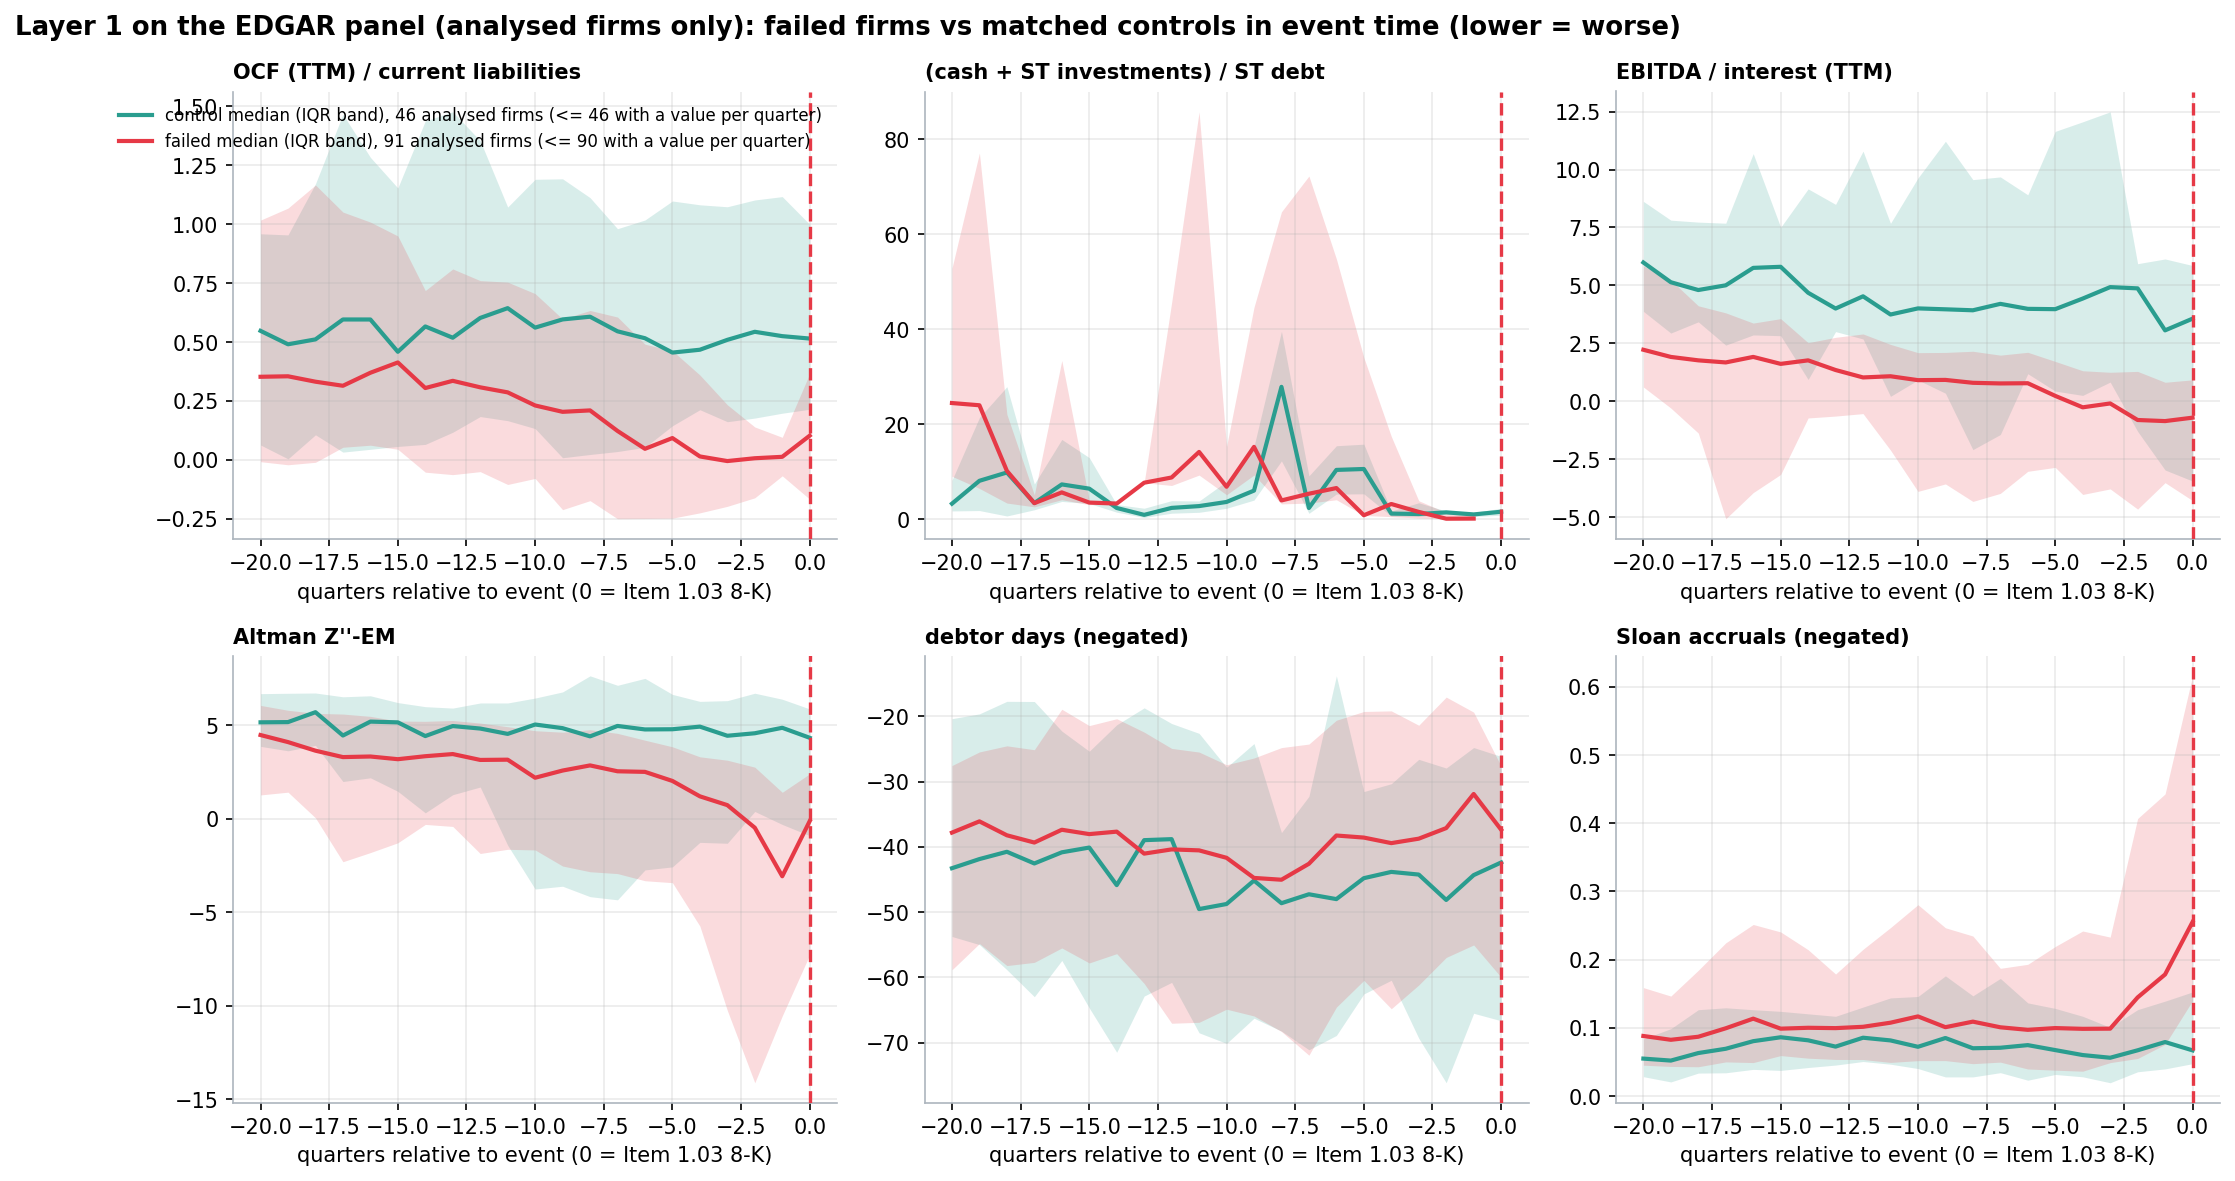 Layer 1 on the EDGAR panel (analysed firms only): failed firms vs matched controls in event time (lower = worse)
OCF (TTM) / current liabilities
control median (IQR band), 46 analysed firms (<= 46 with a value per quarter)
failed median (IQR band), 91 analysed firms (<= 90 with a value per quarter)
1.50
1.25
1.00
0.75
0.50
0.25
0.00
−0.25
−20.0 −17.5 −15.0 −12.5 −10.0 −7.5 −5.0 −2.5 0.0
quarters relative to event (0 = Item 1.03 8-K)
(cash + ST investments) / ST debt
80
60
40
20
0
−20.0 −17.5 −15.0 −12.5 −10.0 −7.5 −5.0 −2.5 0.0
quarters relative to event (0 = Item 1.03 8-K)
EBITDA / interest (TTM)
12.5
10.0
7.5
5.0
2.5
0.0
−2.5
−5.0
−20.0 −17.5 −15.0 −12.5 −10.0 −7.5 −5.0 −2.5 0.0
quarters relative to event (0 = Item 1.03 8-K)
Altman Z''-EM
5
0
−5
−10
−15
−20.0 −17.5 −15.0 −12.5 −10.0 −7.5 −5.0 −2.5 0.0
quarters relative to event (0 = Item 1.03 8-K)
debtor days (negated)
−20
−30
−40
−50
−60
−70
−20.0 −17.5 −15.0 −12.5 −10.0 −7.5 −5.0 −2.5 0.0
quarters relative to event (0 = Item 1.03 8-K)
Sloan accruals (negated)
0.6
0.5
0.4
0.3
0.2
0.1
0.0
−20.0 −17.5 −15.0 −12.5 −10.0 −7.5 −5.0 −2.5 0.0
quarters relative to event (0 = Item 1.03 8-K)